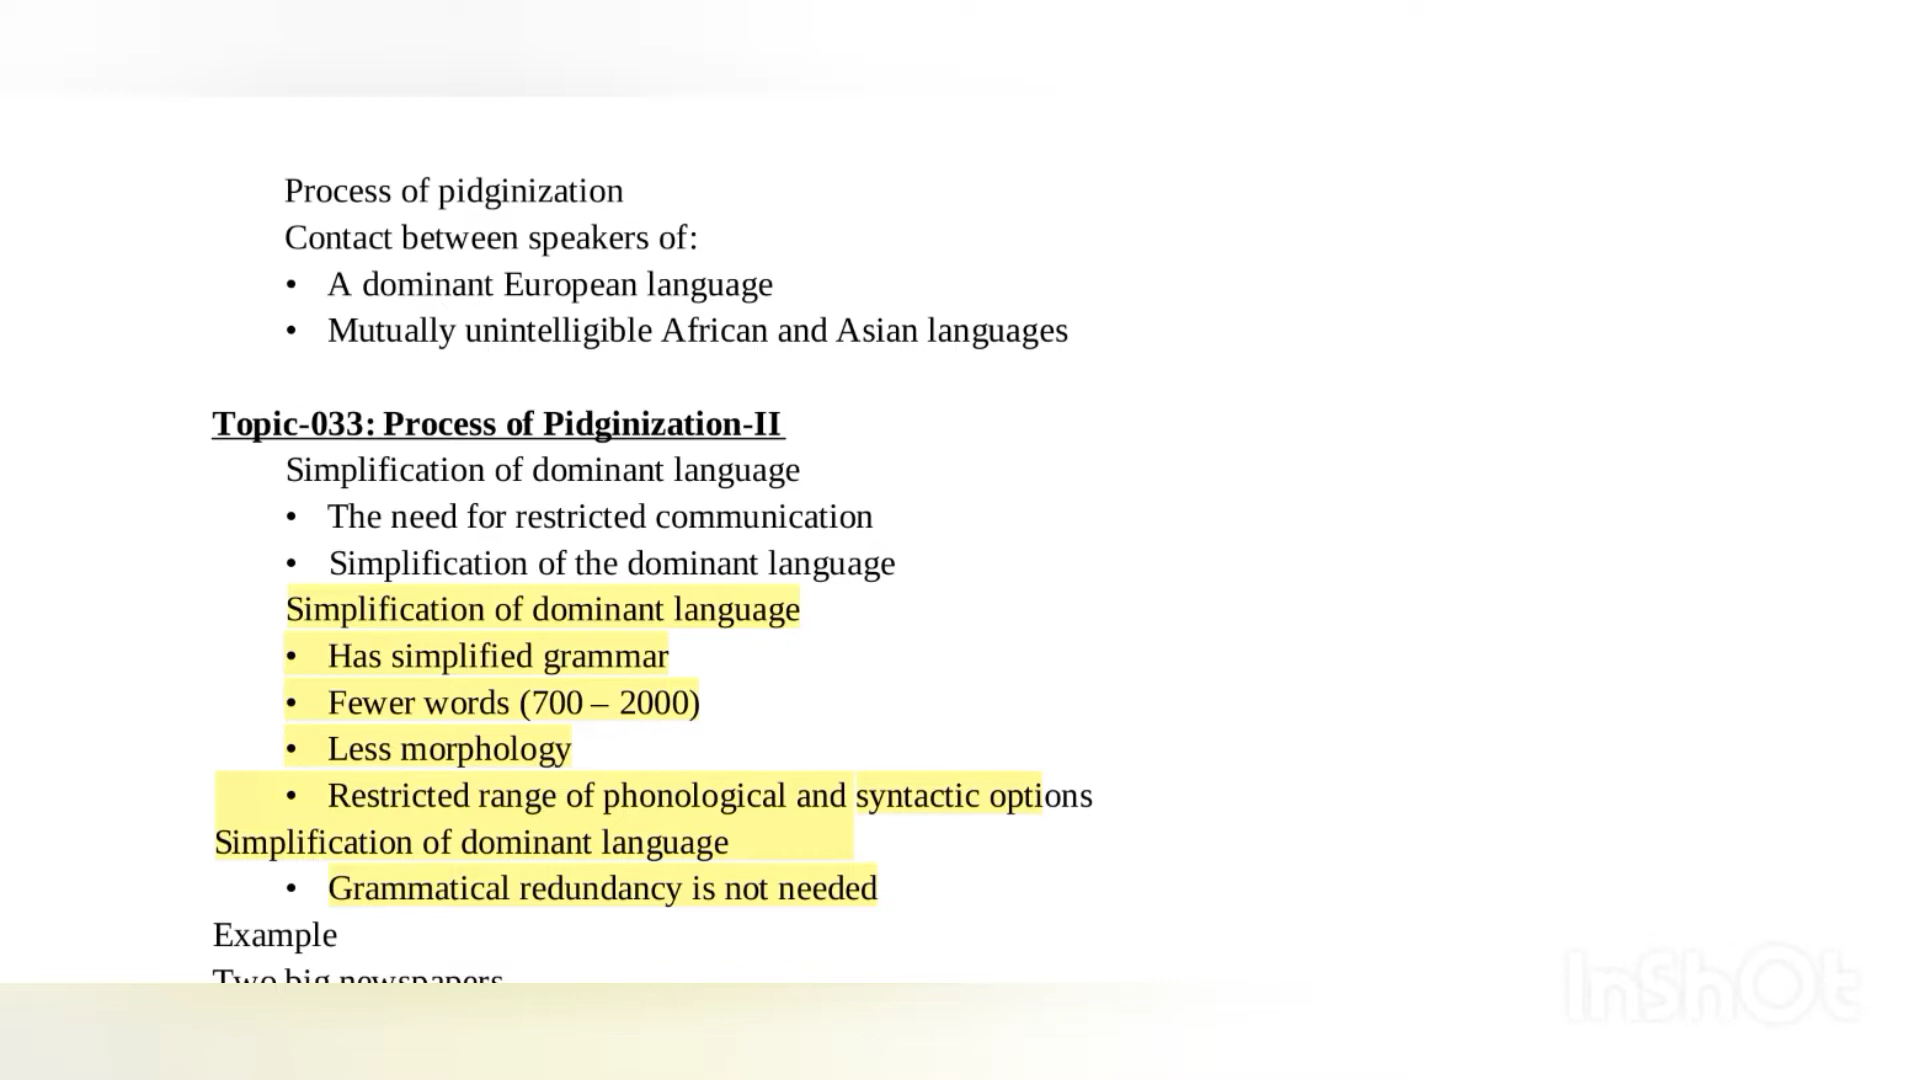 Process of pidginization
Contact between speakers of:
• A dominant European language
• Mutually unintelligible African and Asian languages
Topic-033: Process of Pidginization-II
Simplification of dominant language
• The need for restricted communication
• Simplification of the dominant language
Simplification of dominant language
• Has simplified grammar
• Fewer words (700 – 2000)
• Less morphology
• Restricted range of phonological and syntactic options
Simplification of dominant language
• Grammatical redundancy is not needed
Example
Two big newspapers
InShOt